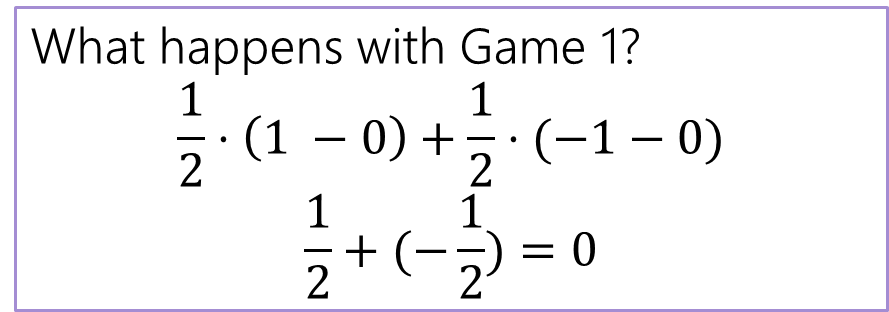 What happens with Game 1?
1/2 · (1 − 0) + 1/2 · (−1 − 0)
1/2 + (−1/2) = 0